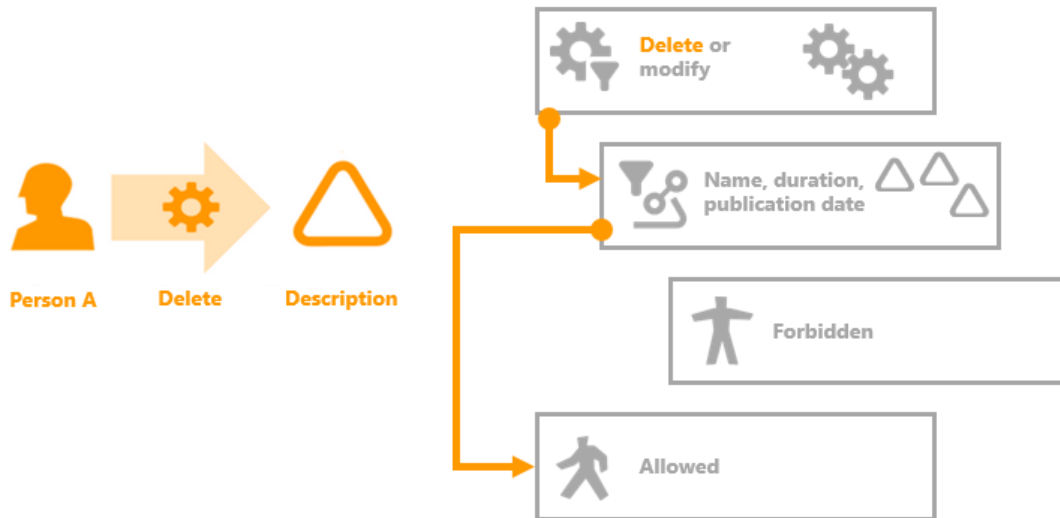 Delete or
modify
Name, duration,
publication date
Person A
Delete
Description
Forbidden
Allowed